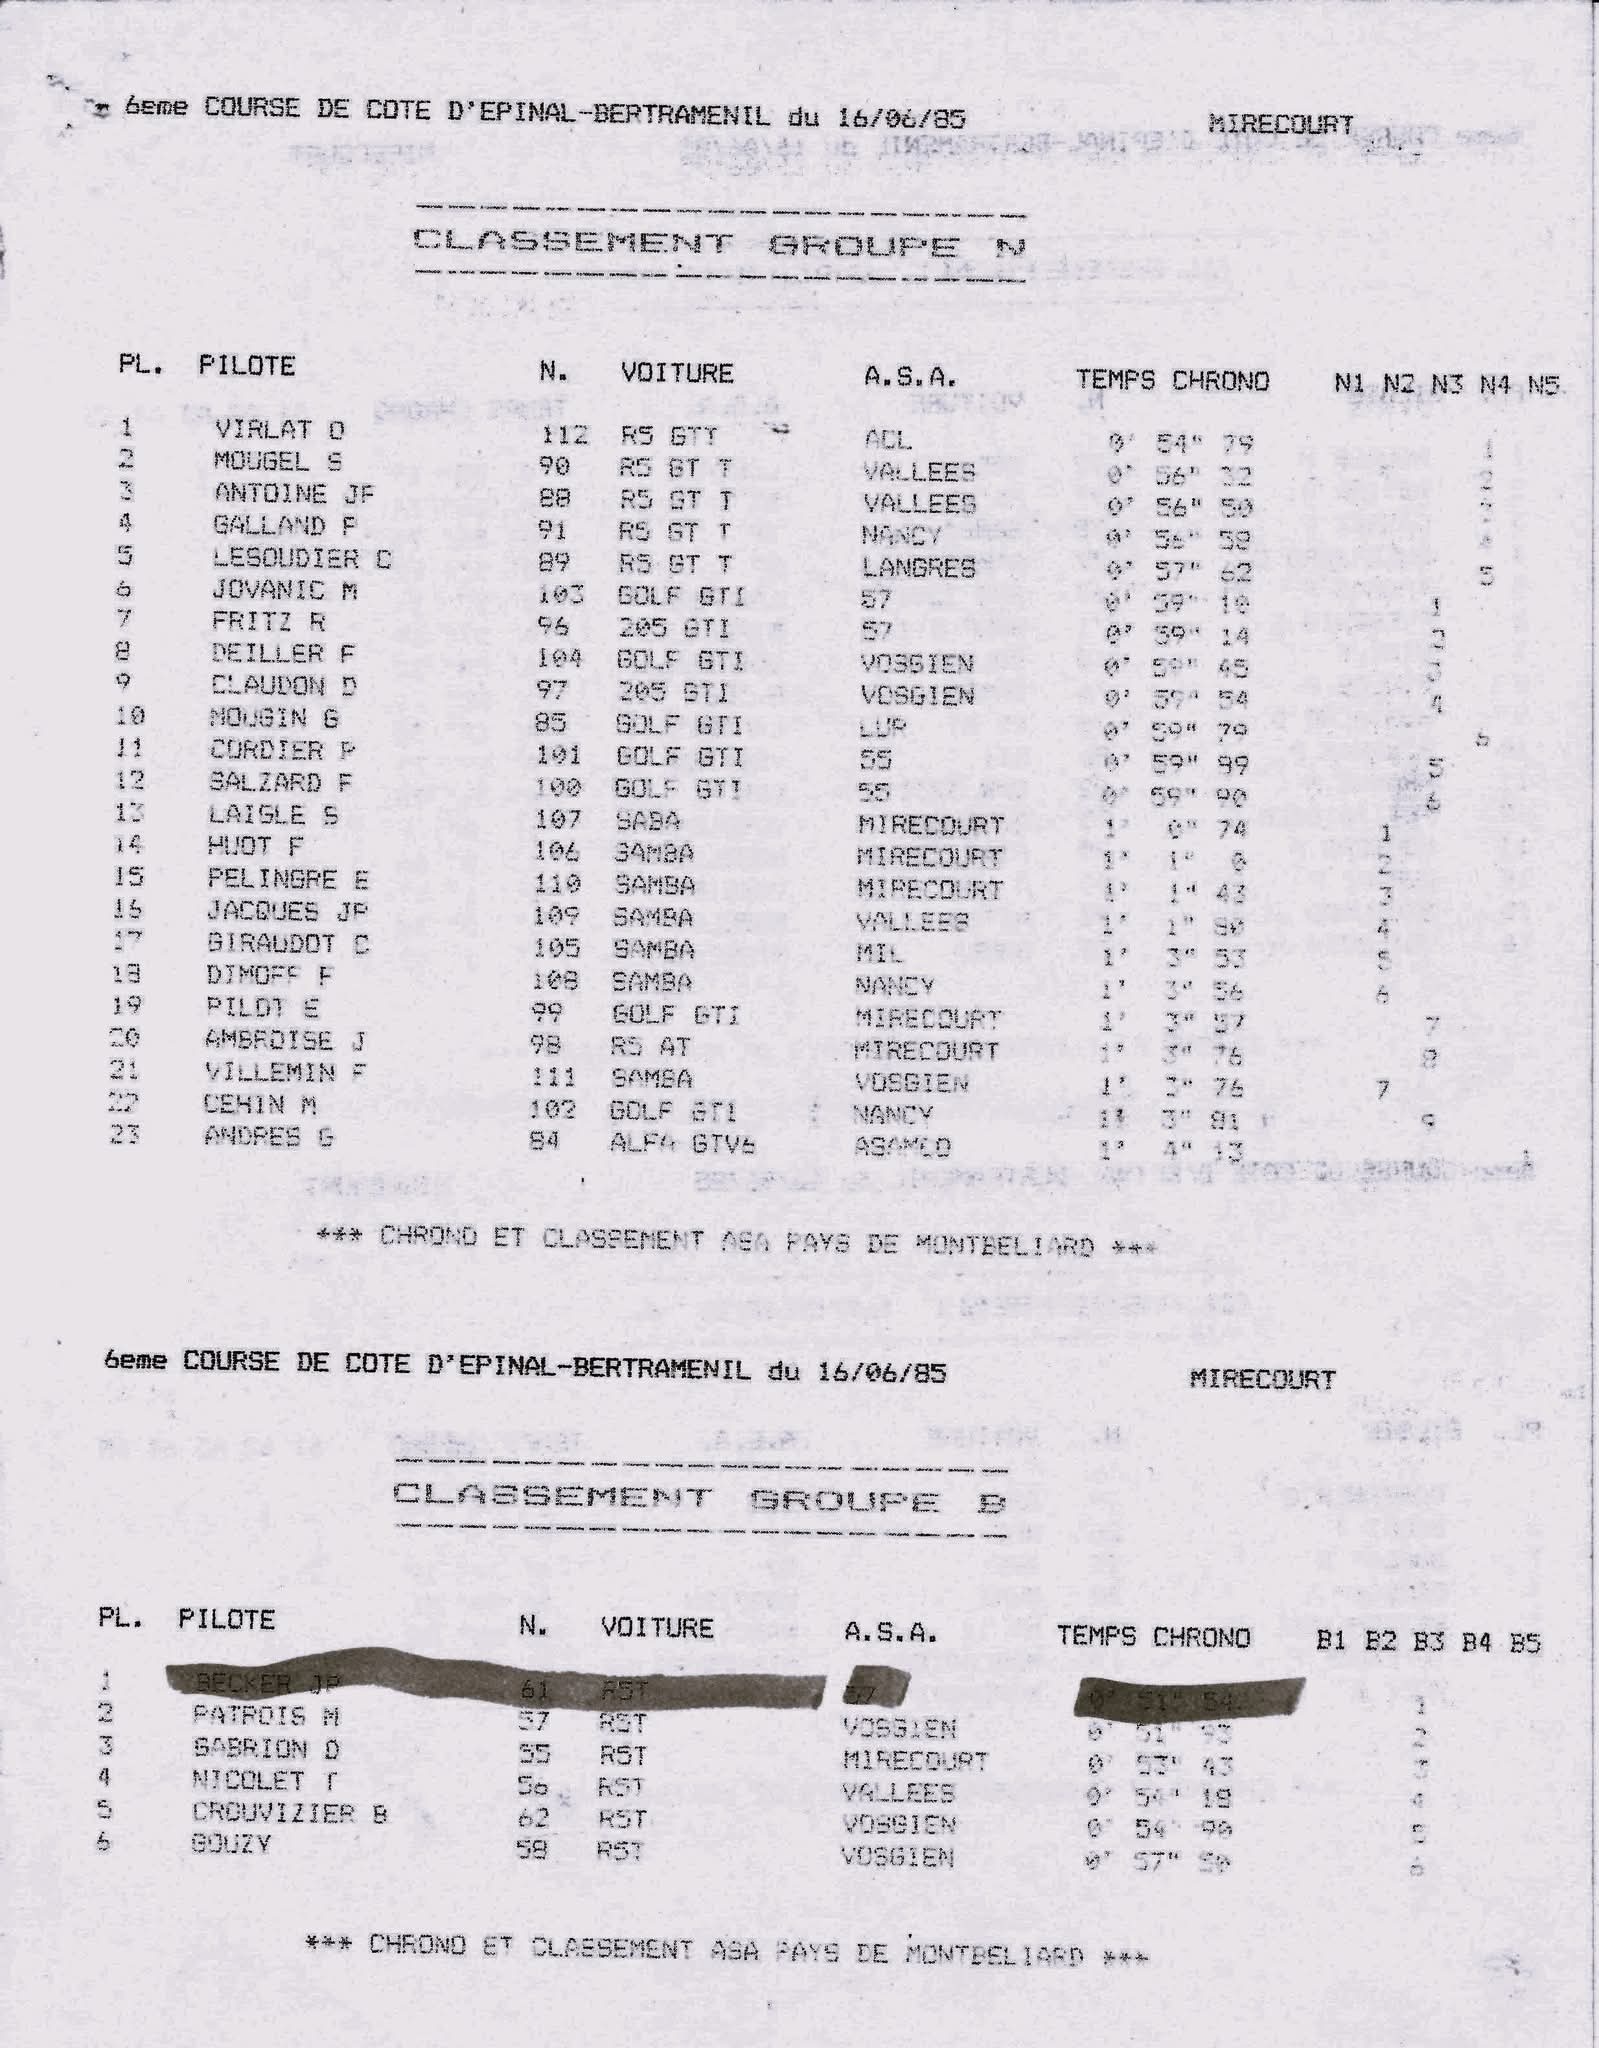 6eme COURSE DE COTE D'EPINAL-BERTRAMENIL du 16/06/85 MIRECOURT
CLASSEMENT GROUPE N
PL. PILOTE N. VOITURE A.S.A. TEMPS CHRONO N1 N2 N3 N4 N5
1 VIRLAT D 112 R5 GTT ACL 0' 54" 79 1
2 MOUGEL S 90 R5 GT T VALLEES 0' 56" 32 2
3 ANTOINE JF 88 R5 GT T VALLEES 0' 56" 50
4 GALLAND P 91 R5 GT T NANCY 0' 56" 58
5 LESOUDIER C 89 R5 GT T LANGRES 0' 57" 62 5
6 JOVANIC M 103 GOLF GTI 57 0' 59" 10 1
7 FRITZ R 96 205 GTI 57 0' 59" 14 2
8 DEILLER F 104 GOLF GTI VOSGIEN 0' 59" 45 3
9 CLAUDON D 97 205 GTI VOSGIEN 0' 59" 54 4
10 MOUGIN G 85 GOLF GTI LUR 0' 59" 79 6
11 CORDIER P 101 GOLF GTI 55 0' 59" 89 5
12 SALZARD F 100 GOLF GTI 55 0' 59" 90 6
13 LAIGLE S 107 SABA MIRECOURT 1' 0" 74 1
14 HUOT F 106 SAMBA MIRECOURT 1' 1" 0 2
15 PELINGRE E 110 SAMBA MIRECOURT 1' 1" 43 3
16 JACQUES JP 109 SAMBA VALLEES 1' 1" 80 4
17 GIRAUDOT C 105 SAMBA MIL 1' 3" 53 5
18 DIMOFF F 108 SAMBA NANCY 1' 3" 56 6
19 PILOT E 99 GOLF GTI MIRECOURT 1' 3" 57 7
20 AMBROISE J 98 R5 AT MIRECOURT 1' 3" 76 8
21 VILLEMIN F 111 SAMBA VOSGIEN 1' 3" 76 7
22 CEHIN M 102 GOLF GTI NANCY 1' 3" 81 9
23 ANDRES G 84 ALFA GTV6 ASAMCD 1' 4" 13 1
*** CHRONO ET CLASSEMENT ASA PAYS DE MONTBELIARD ***
6eme COURSE DE COTE D'EPINAL-BERTRAMENIL du 16/06/85 MIRECOURT
CLASSEMENT GROUPE B
PL. PILOTE N. VOITURE A.S.A. TEMPS CHRONO B1 B2 B3 B4 B5
1 BECKER JP 61 R5T 57 0' 51" 54 1
2 PATROIS M 57 R5T VOSGIEN 0' 51" 93 2
3 GABRION D 55 R5T MIRECOURT 0' 53" 43 3
4 NICOLET T 56 R5T VALLEES 0' 54" 18 4
5 CROUVIZIER B 62 R5T VOSGIEN 0' 54" 90 5
6 GOUZY 58 R5T VOSGIEN 0' 57" 50 6
*** CHRONO ET CLASSEMENT ASA PAYS DE MONTBELIARD ***